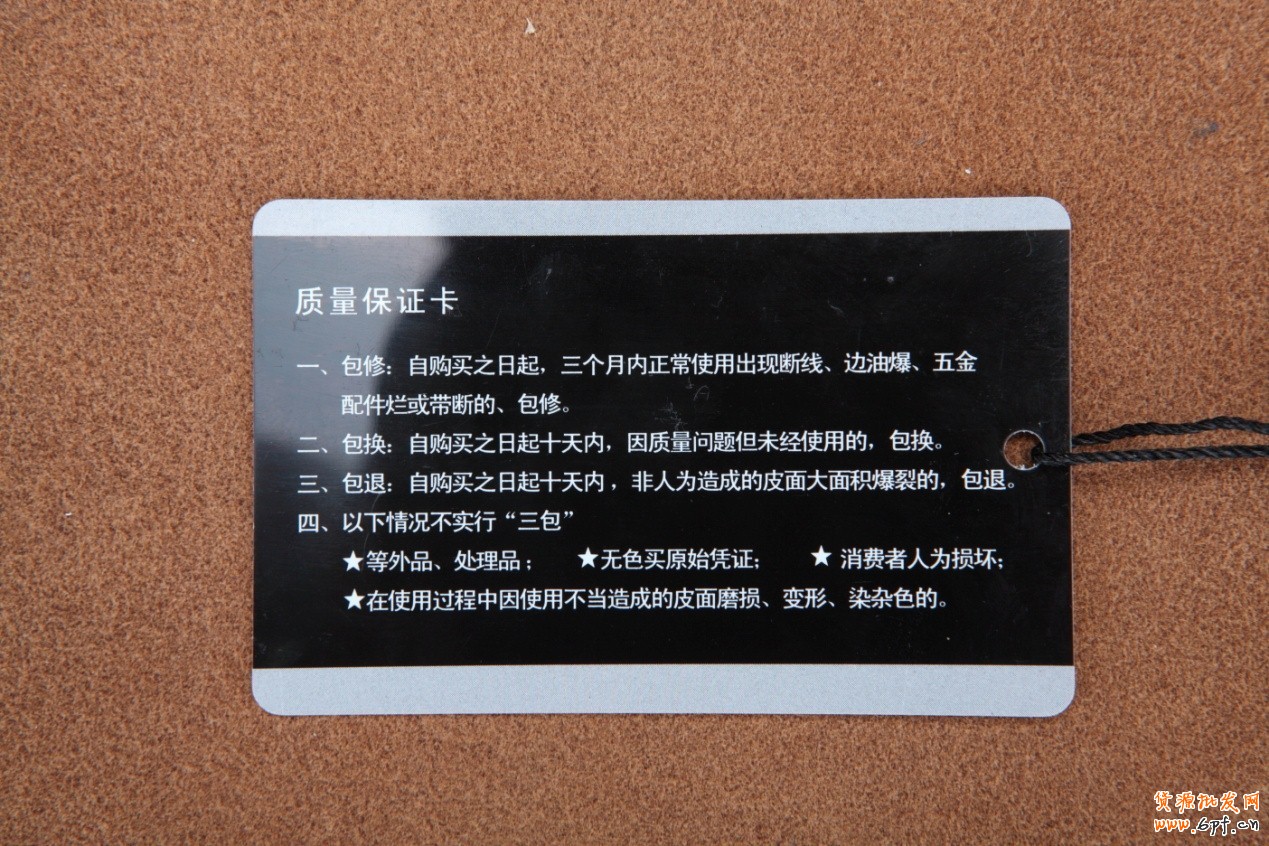 质量保证卡
一、包修：自购买之日起，三个月内正常使用出现断线、边油爆、五金
配件烂或带断的、包修。
二、包换：自购买之日起十天内，因质量问题但未经使用的，包换。
三、包退：自购买之日起十天内，非人为造成的皮面大面积爆裂的，包退。
四、以下情况不实行“三包”
★等外品、处理品； ★无色买原始凭证； ★ 消费者人为损坏；
★在使用过程中因使用不当造成的皮面磨损、变形、染杂色的。
货源批发网
www.6pf.cn